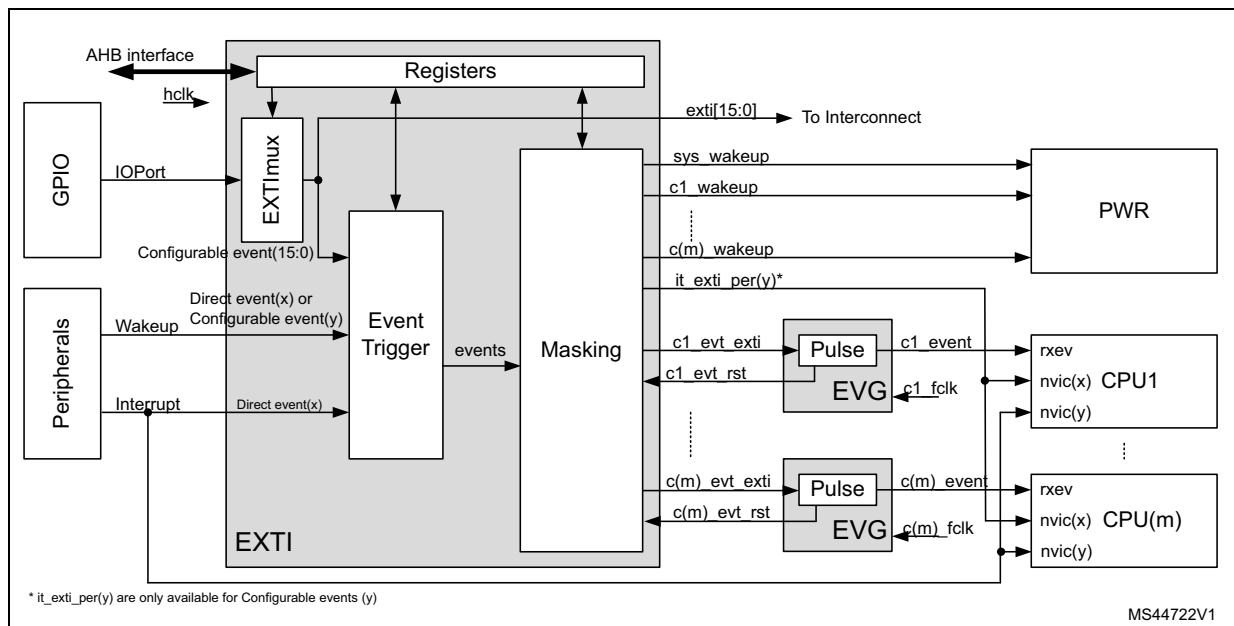 AHB interface
hclk
Registers
GPIO
IOPort
EXTImux
exti[15:0]
To Interconnect
sys_wakeup
c1_wakeup
c(m)_wakeup
PWR
it_exti_per(y)*
Configurable event(15:0)
Peripherals
Wakeup
Direct event(x) or
Configurable event(y)
Interrupt
Direct event(x)
Event
Trigger
events
Masking
c1_evt_exti
c1_evt_rst
Pulse
EVG
c1_event
c1_fclk
rxev
nvic(x)
nvic(y)
CPU1
c(m)_evt_exti
c(m)_evt_rst
Pulse
EVG
c(m)_event
c(m)_fclk
rxev
nvic(x)
nvic(y)
CPU(m)
EXTI
* it_exti_per(y) are only available for Configurable events (y)
MS44722V1